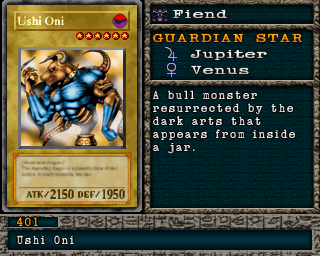 Ushi Oni
ATK/2150 DEF/1950
Fiend
GUARDIAN STAR
Jupiter
Venus
A bull monster
resurrected by the
dark arts that
appears from inside
a jar.
401
Ushi Oni